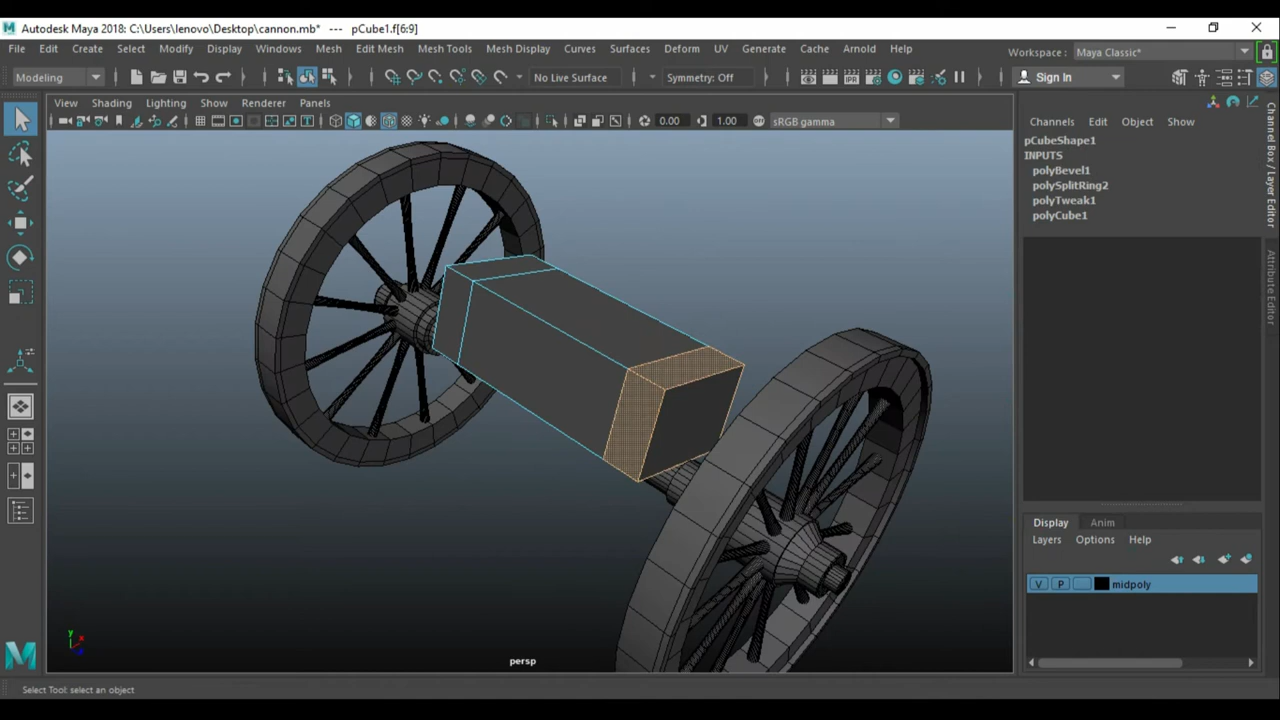 Autodesk Maya 2018: C:\Users\lenovo\Desktop\cannon.mb* --- pCube1.f[6:9]
File Edit Create Select Modify Display Windows Mesh Edit Mesh Mesh Tools Mesh Display Curves Surfaces Deform UV Generate Cache Arnold Help
Workspace : Maya Classic*
Modeling No Live Surface Symmetry: Off Sign In
View Shading Lighting Show Renderer Panels
0.00 1.00 sRGB gamma
Channels Edit Object Show
pCubeShape1
INPUTS
polyBevel1
polySplitRing2
polyTweak1
polyCube1
Channel Box / Layer Editor
Attribute Editor
Display Anim
Layers Options Help
V P midpoly
persp
Select Tool: select an object